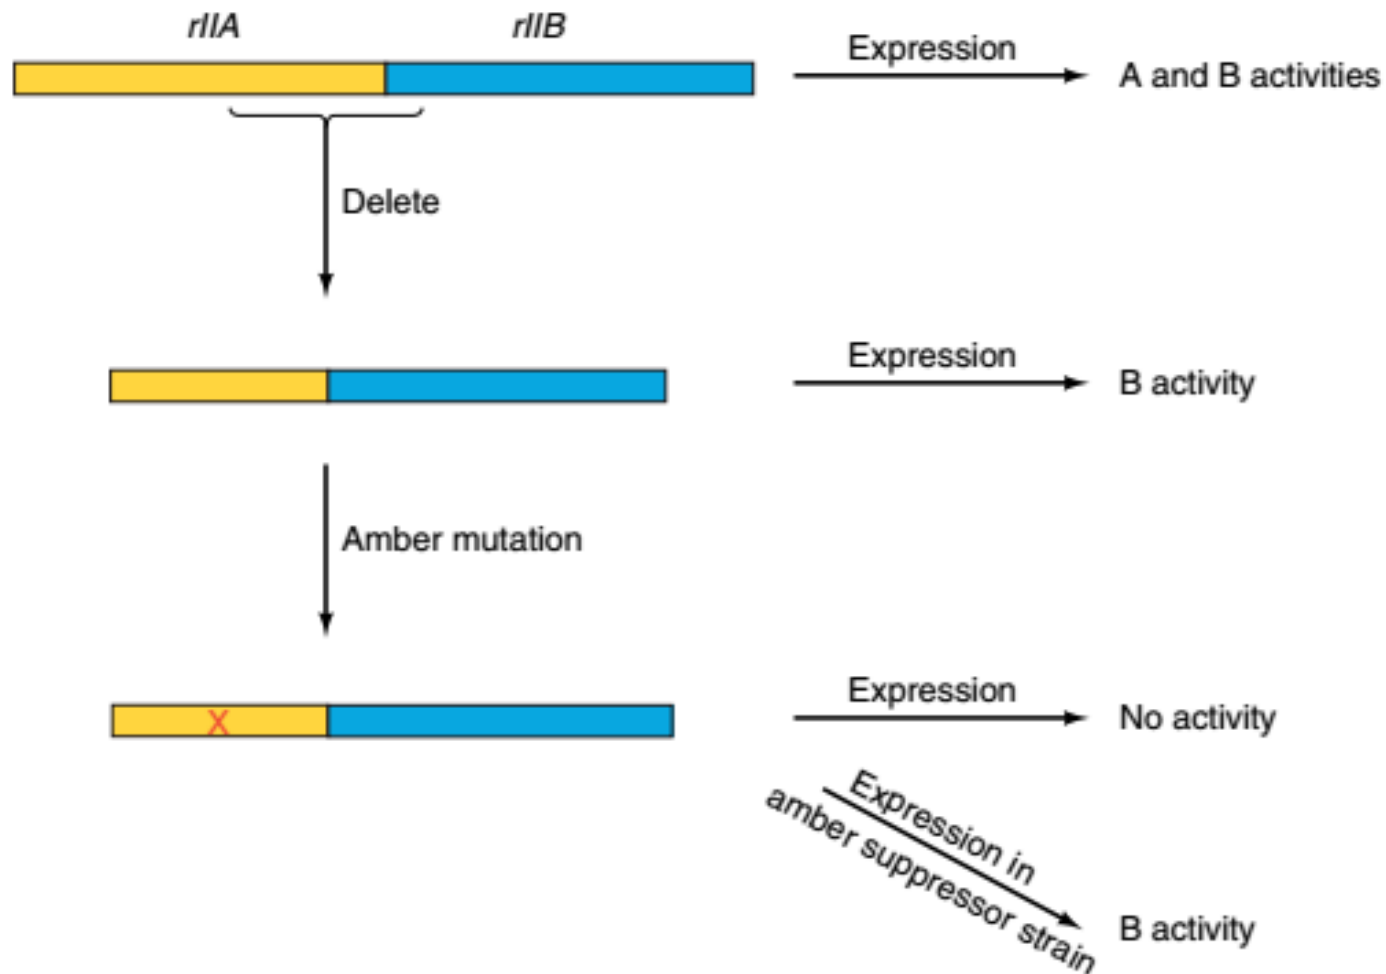 rIIA
rIIB
Expression
A and B activities
Delete
Expression
B activity
Amber mutation
X
Expression
No activity
Expression in
amber suppressor strain
B activity